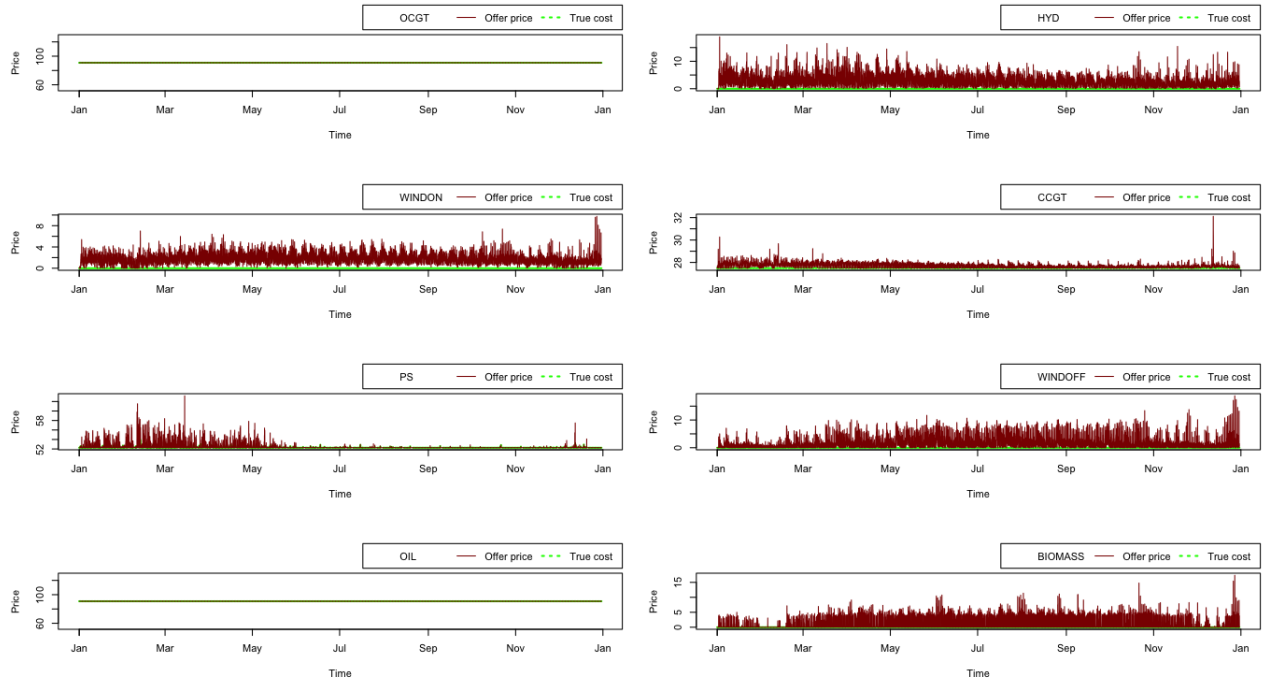 OCGT Offer price True cost
Price
60 100
Jan Mar May Jul Sep Nov Jan
Time
HYD Offer price True cost
Price
0 5 15
Jan Mar May Jul Sep Nov Jan
Time
WINDON Offer price True cost
Price
0 4 8
Jan Mar May Jul Sep Nov Jan
Time
CCGT Offer price True cost
Price
28 30 32
Jan Mar May Jul Sep Nov Jan
Time
PS Offer price True cost
Price
52 58
Jan Mar May Jul Sep Nov Jan
Time
WINDOFF Offer price True cost
Price
0 5 10
Jan Mar May Jul Sep Nov Jan
Time
OIL Offer price True cost
Price
60 100
Jan Mar May Jul Sep Nov Jan
Time
BIOMASS Offer price True cost
Price
0 5 15
Jan Mar May Jul Sep Nov Jan
Time